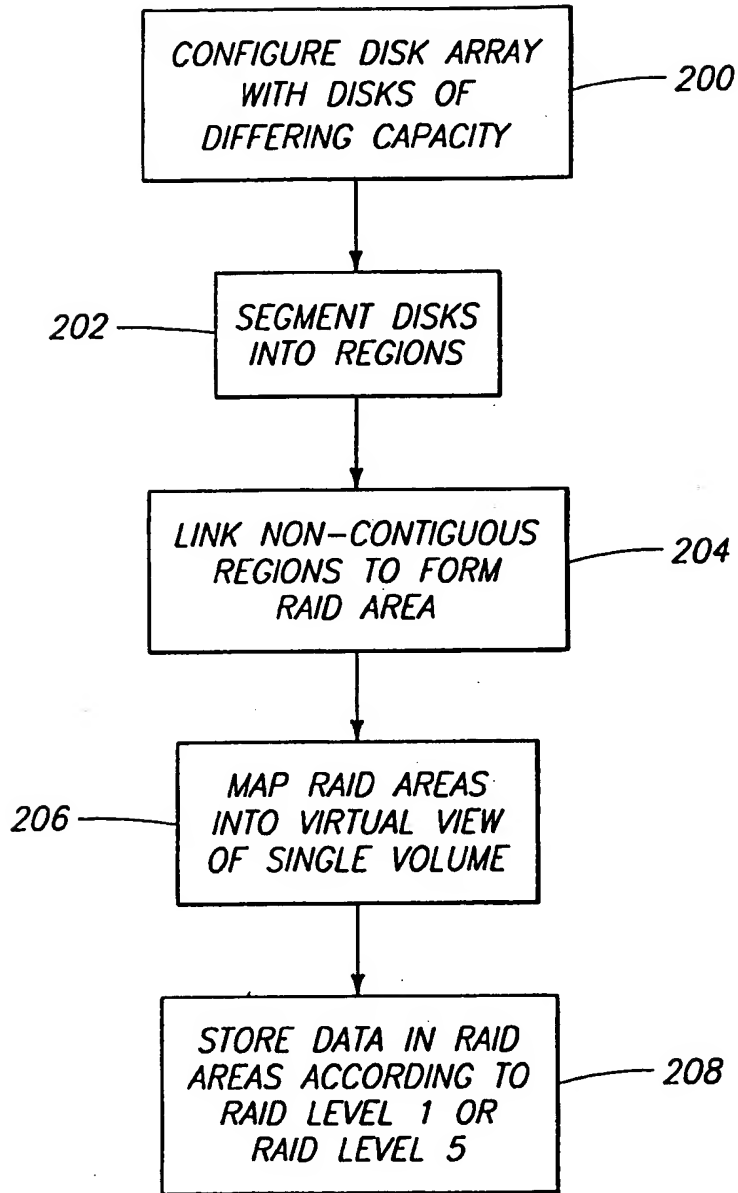 CONFIGURE DISK ARRAY
WITH DISKS OF
DIFFERING CAPACITY
200
SEGMENT DISKS
INTO REGIONS
202
LINK NON-CONTIGUOUS
REGIONS TO FORM
RAID AREA
204
MAP RAID AREAS
INTO VIRTUAL VIEW
OF SINGLE VOLUME
206
STORE DATA IN RAID
AREAS ACCORDING TO
RAID LEVEL 1 OR
RAID LEVEL 5
208